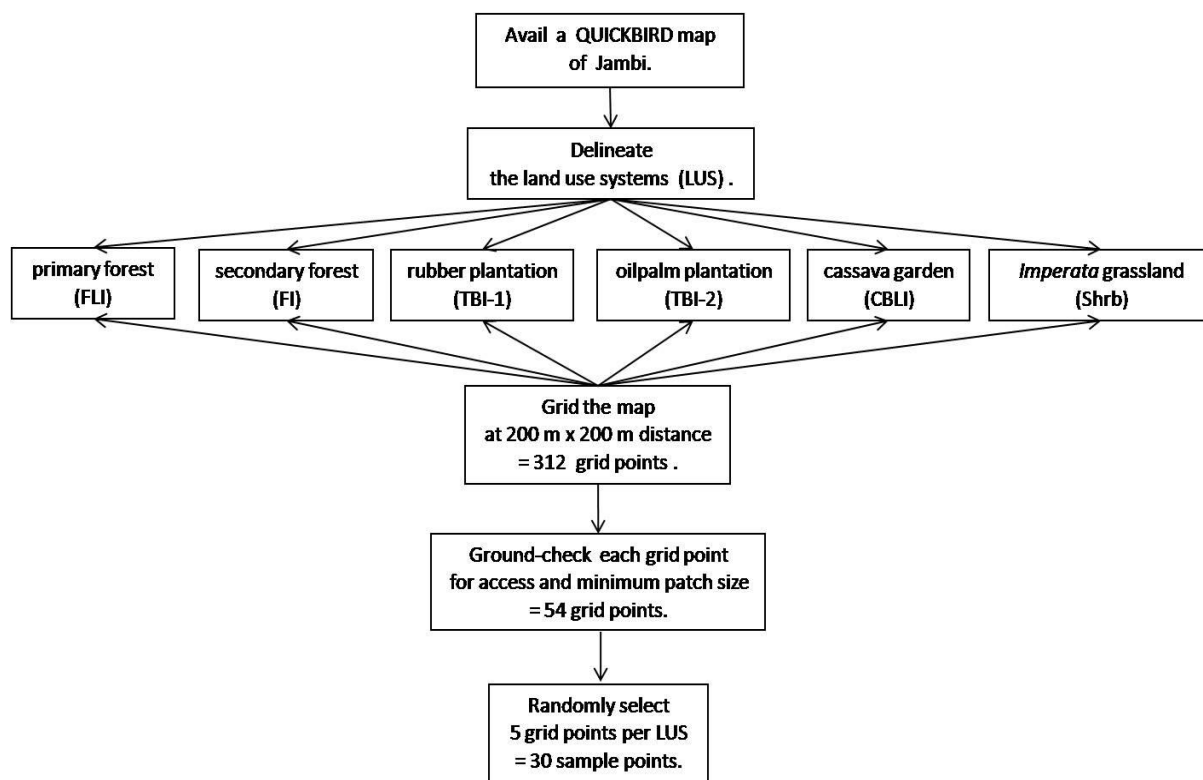 Avail a QUICKBIRD map
of Jambi.
Delineate
the land use systems (LUS) .
primary forest
(FLI)
secondary forest
(FI)
rubber plantation
(TBI-1)
oilpalm plantation
(TBI-2)
cassava garden
(CBLI)
Imperata grassland
(Shrb)
Grid the map
at 200 m x 200 m distance
= 312 grid points .
Ground-check each grid point
for access and minimum patch size
= 54 grid points.
Randomly select
5 grid points per LUS
= 30 sample points.